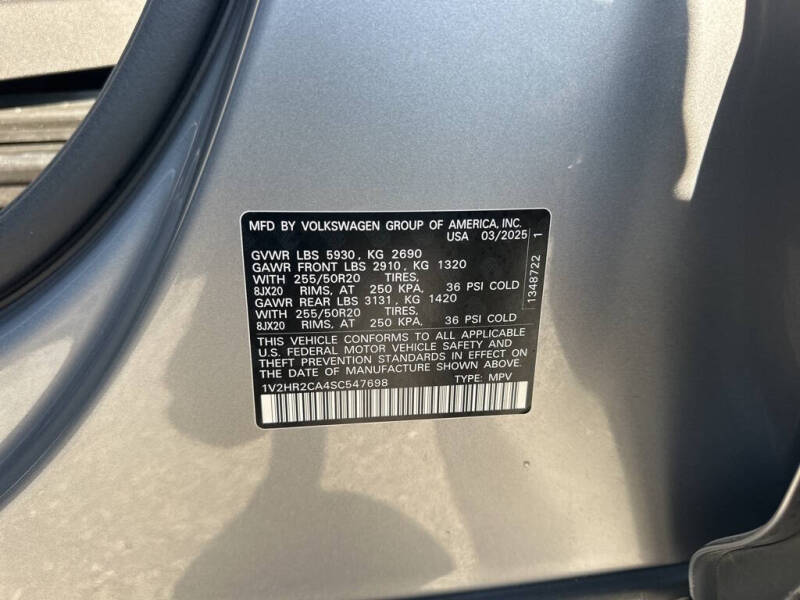 MFD BY VOLKSWAGEN GROUP OF AMERICA, INC.
USA 03/2025
GVWR LBS 5930, KG 2690
GAWR FRONT LBS 2910, KG 1320
WITH 255/50R20 TIRES,
8JX20 RIMS, AT 250 KPA, 36 PSI COLD
GAWR REAR LBS 3131, KG 1420
WITH 255/50R20 TIRES,
8JX20 RIMS, AT 250 KPA, 36 PSI COLD
THIS VEHICLE CONFORMS TO ALL APPLICABLE
U.S. FEDERAL MOTOR VEHICLE SAFETY AND
THEFT PREVENTION STANDARDS IN EFFECT ON
THE DATE OF MANUFACTURE SHOWN ABOVE.
1V2HR2CA4SC547698 TYPE: MPV
1348722 1